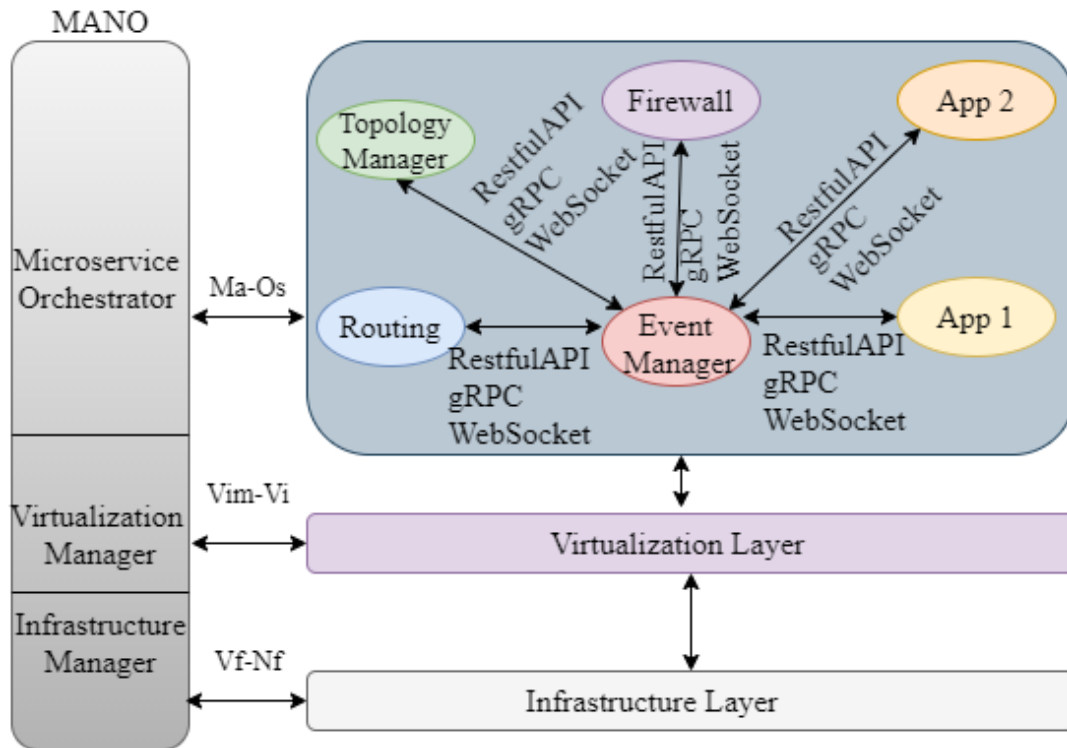 MANO
Microservice
Orchestrator
Virtualization
Manager
Infrastructure
Manager
Ma-Os
Vim-Vi
Vf-Nf
Topology
Manager
RestfulAPI
gRPC
WebSocket
Firewall
RestfulAPI
gRPC
WebSocket
App 2
RestfulAPI
gRPC
WebSocket
Routing
RestfulAPI
gRPC
WebSocket
Event
Manager
App 1
RestfulAPI
gRPC
WebSocket
Virtualization Layer
Infrastructure Layer